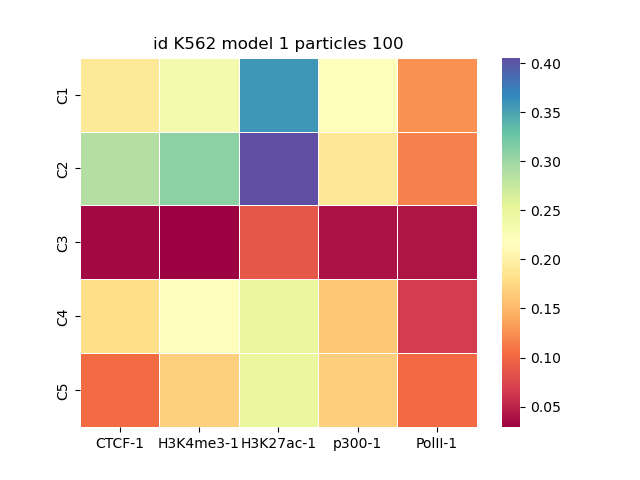 id K562 model 1 particles 100
C1
C2
C3
C4
C5
CTCF-1 H3K4me3-1 H3K27ac-1 p300-1 PolII-1
0.40
0.35
0.30
0.25
0.20
0.15
0.10
0.05